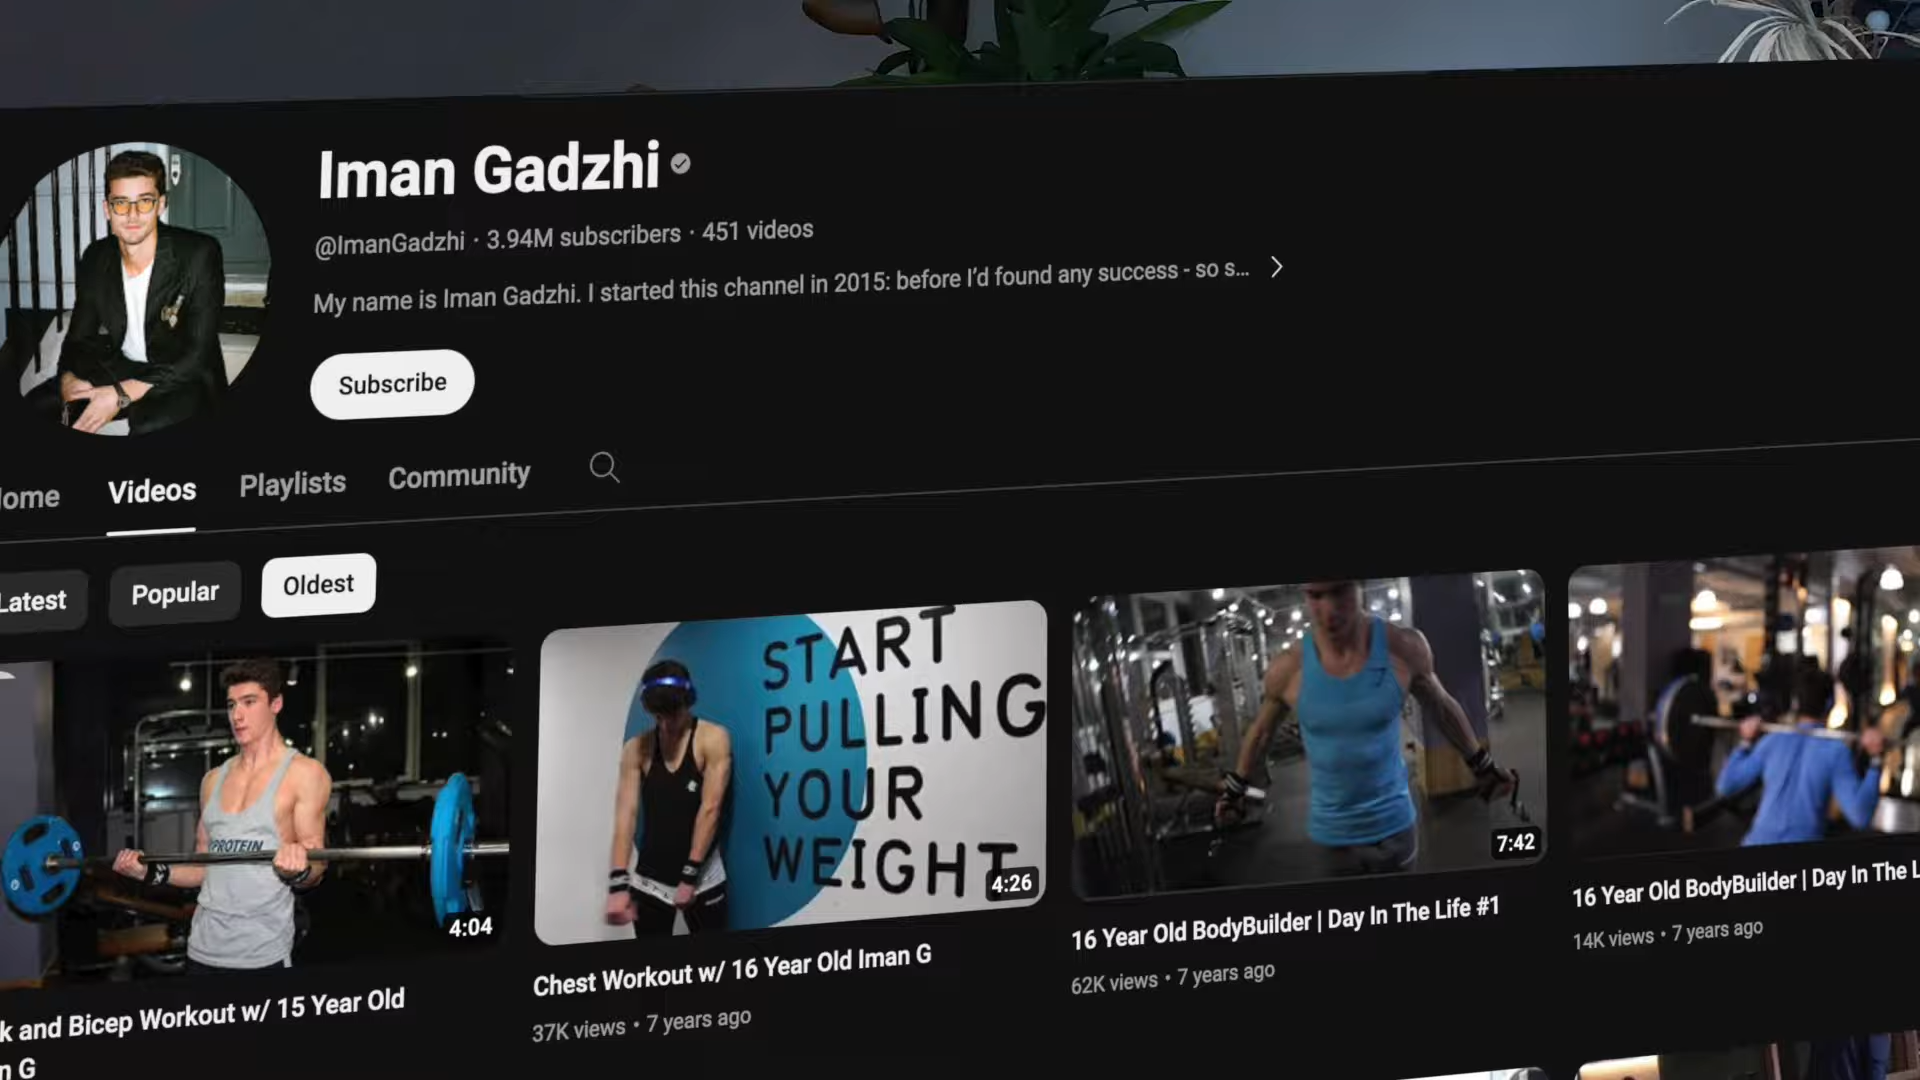 Iman Gadzhi
@ImanGadzhi · 3.94M subscribers · 451 videos
My name is Iman Gadzhi. I started this channel in 2015: before I'd found any success - so s...
Subscribe
ome Videos Playlists Community
Latest Popular Oldest
START
PULLING
YOUR
WEIGHT
PROTEIN
4:04
4:26
7:42
k and Bicep Workout w/ 15 Year Old
n G
Chest Workout w/ 16 Year Old Iman G
37K views • 7 years ago
16 Year Old BodyBuilder | Day In The Life #1
62K views • 7 years ago
16 Year Old BodyBuilder | Day In The L
14K views • 7 years ago